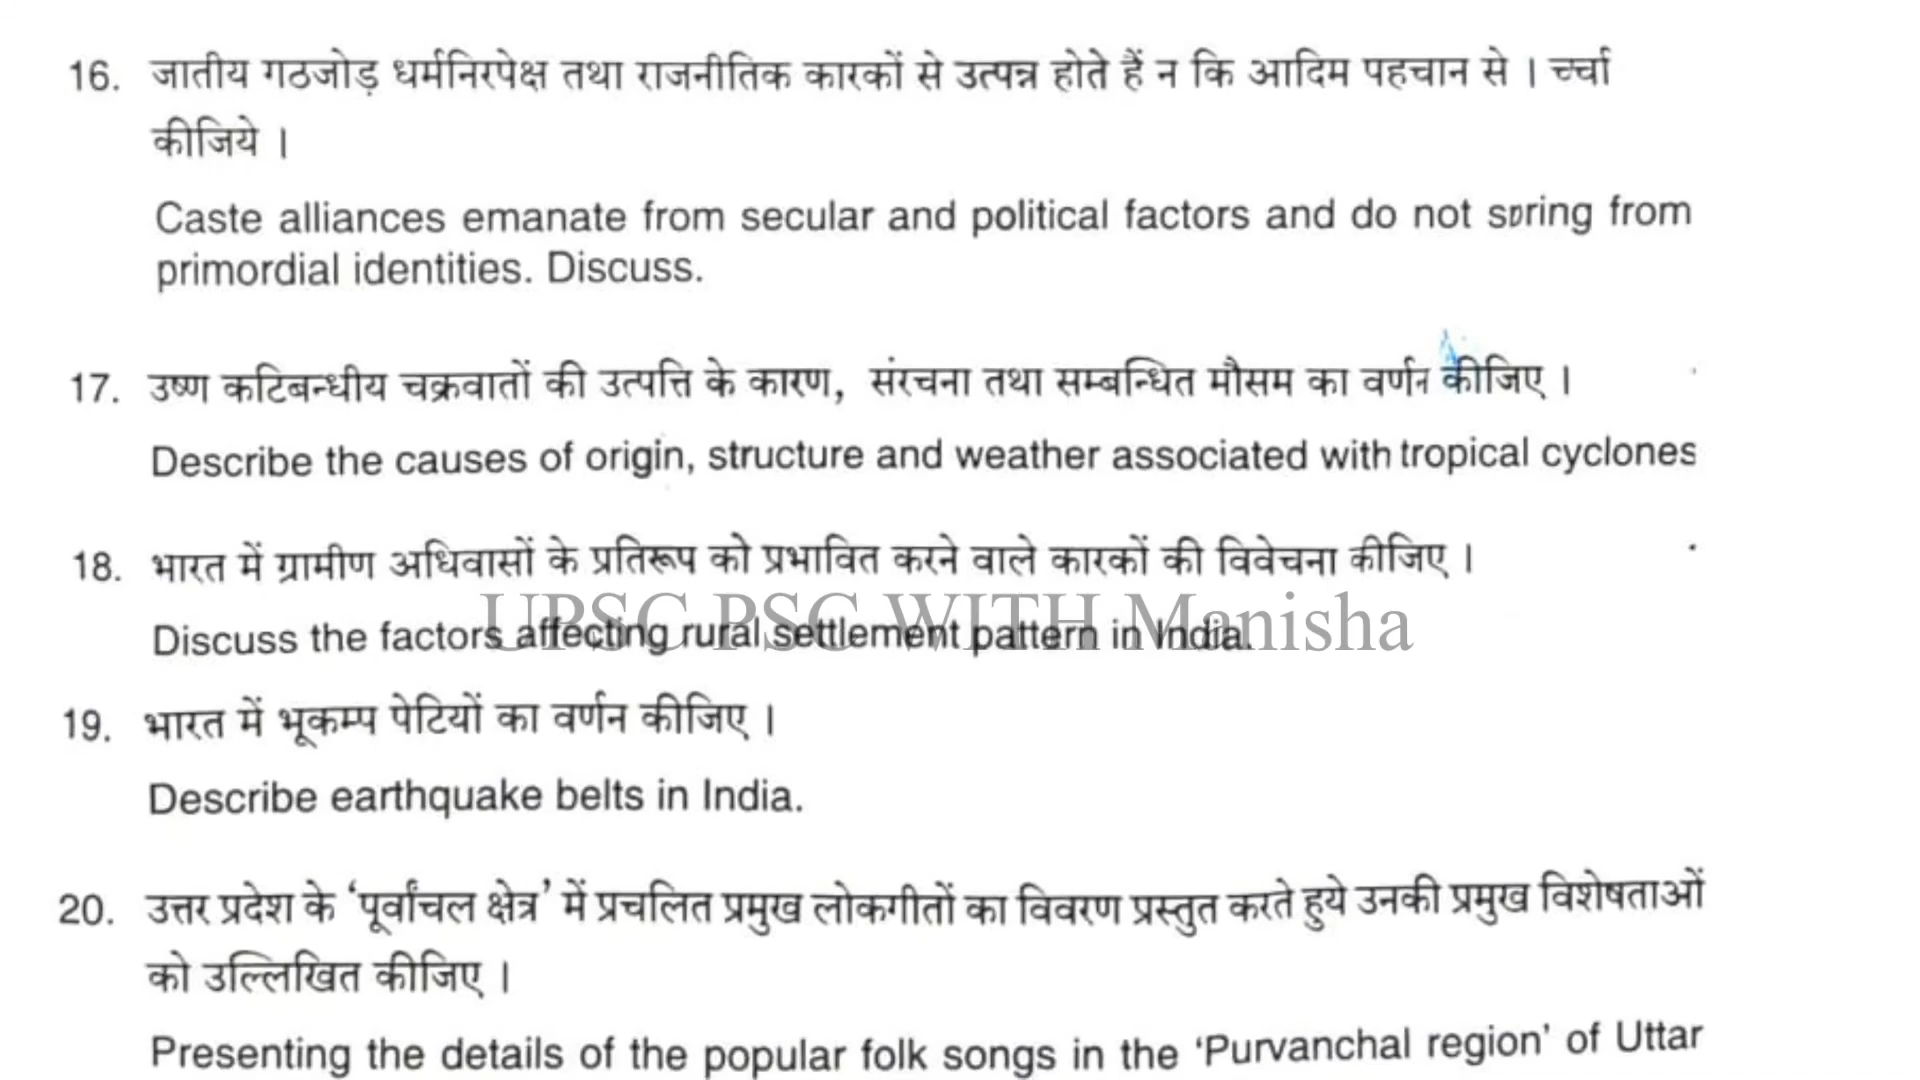 16. जातीय गठजोड़ धर्मनिरपेक्ष तथा राजनीतिक कारकों से उत्पन्न होते हैं न कि आदिम पहचान से । चर्चा
कीजिये ।
Caste alliances emanate from secular and political factors and do not spring from
primordial identities. Discuss.
17. उष्ण कटिबन्धीय चक्रवातों की उत्पत्ति के कारण, संरचना तथा सम्बन्धित मौसम का वर्णन कीजिए ।
Describe the causes of origin, structure and weather associated with tropical cyclones
18. भारत में ग्रामीण अधिवासों के प्रतिरूप को प्रभावित करने वाले कारकों की विवेचना कीजिए ।
UPSC PSC WITH Manisha
Discuss the factors affecting rural settlement pattern in India.
19. भारत में भूकम्प पेटियों का वर्णन कीजिए ।
Describe earthquake belts in India.
20. उत्तर प्रदेश के ‘पूर्वांचल क्षेत्र’ में प्रचलित प्रमुख लोकगीतों का विवरण प्रस्तुत करते हुये उनकी प्रमुख विशेषताओं
को उल्लिखित कीजिए ।
Presenting the details of the popular folk songs in the ‘Purvanchal region’ of Uttar